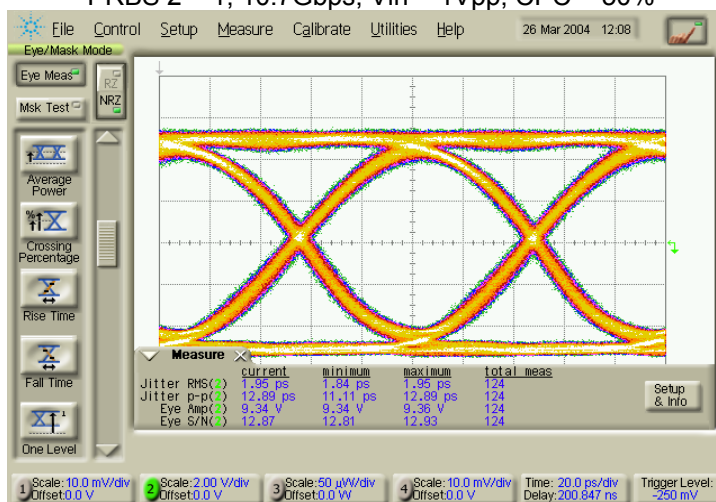 File Control Setup Measure Calibrate Utilities Help 26 Mar 2004 12:08
Eye/Mask Mode
Eye Meas
RZ
NRZ
Msk Test
Average
Power
Crossing
Percentage
Rise Time
Fall Time
One Level
Measure
current minimum maximum total meas
Jitter RMS(2) 1.95 ps 1.84 ps 1.95 ps 124
Jitter p-p(2) 12.89 ps 11.11 ps 12.89 ps 124
Eye Amp(2) 9.34 V 9.34 V 9.36 V 124
Eye S/N(2) 12.87 12.81 12.93 124
Setup
& Info
1 Scale:10.0 mV/div
Offset:0.0 V
2 Scale:2.00 V/div
Offset:0.0 V
3 Scale:50 µW/div
Offset:0.0 W
4 Scale:10.0 mV/div
Offset:0.0 V
Time: 20.0 ps/div
Delay:200.847 ns
Trigger Level:
-250 mV